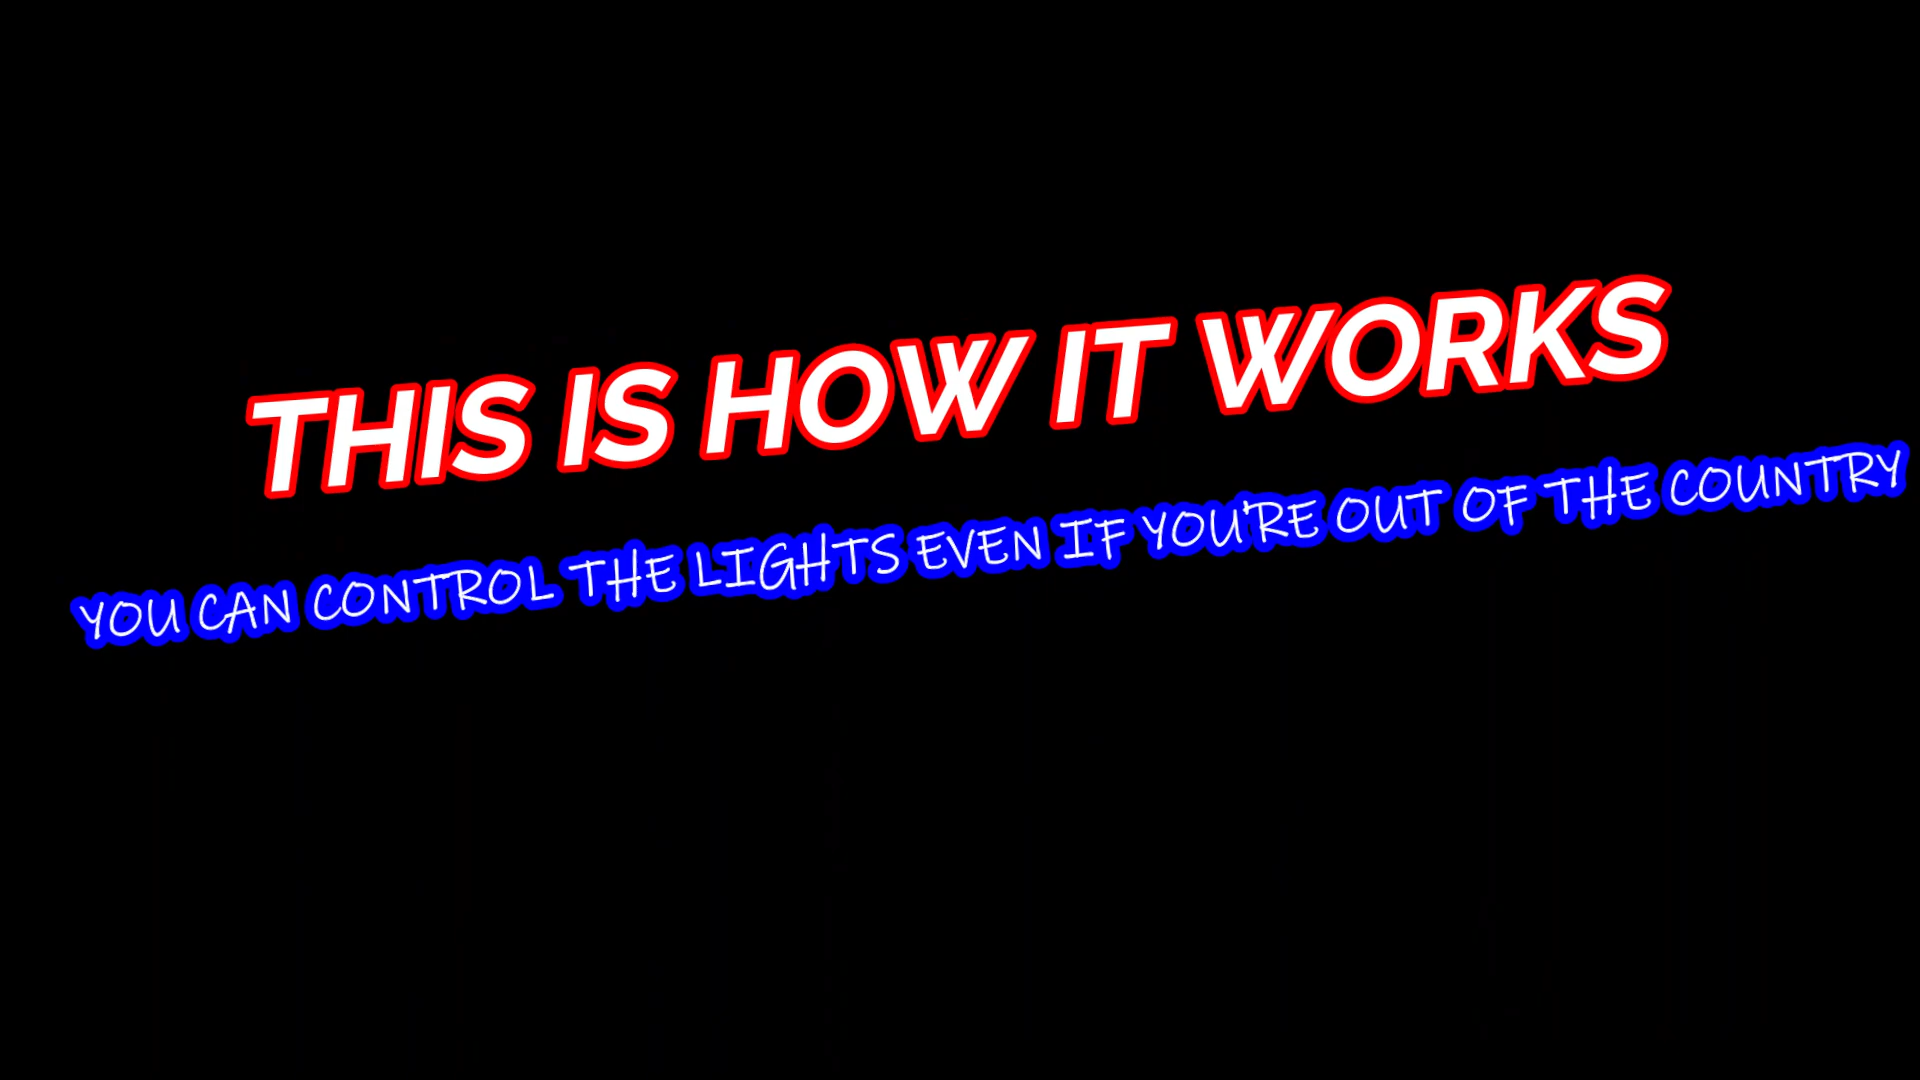 THIS IS HOW IT WORKS
YOU CAN CONTROL THE LIGHTS EVEN IF YOU'RE OUT OF THE COUNTRY